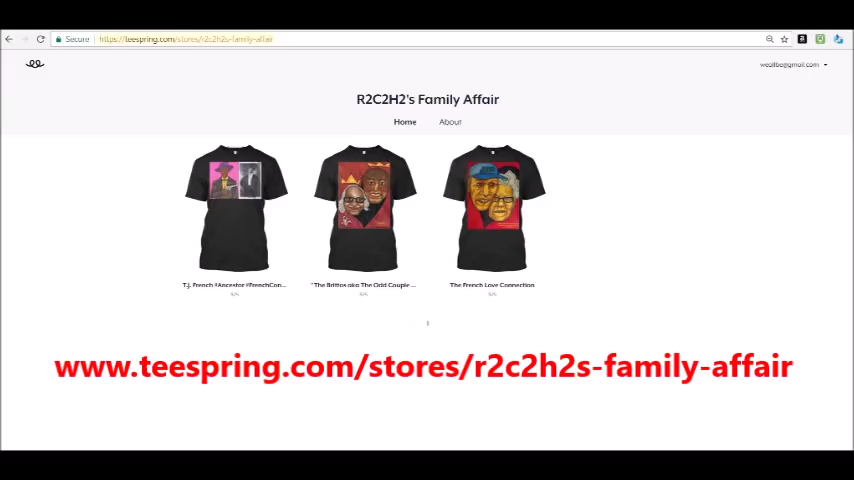 Secure
https://teespring.com/stores/r2c2h2s-family-affair
R2C2H2's Family Affair
Home
About
T.J. French #Ancestor #FrenchCon...
"The Brittos aka The Odd Couple ...
The French Love Connection
1
www.teespring.com/stores/r2c2h2s-family-affair